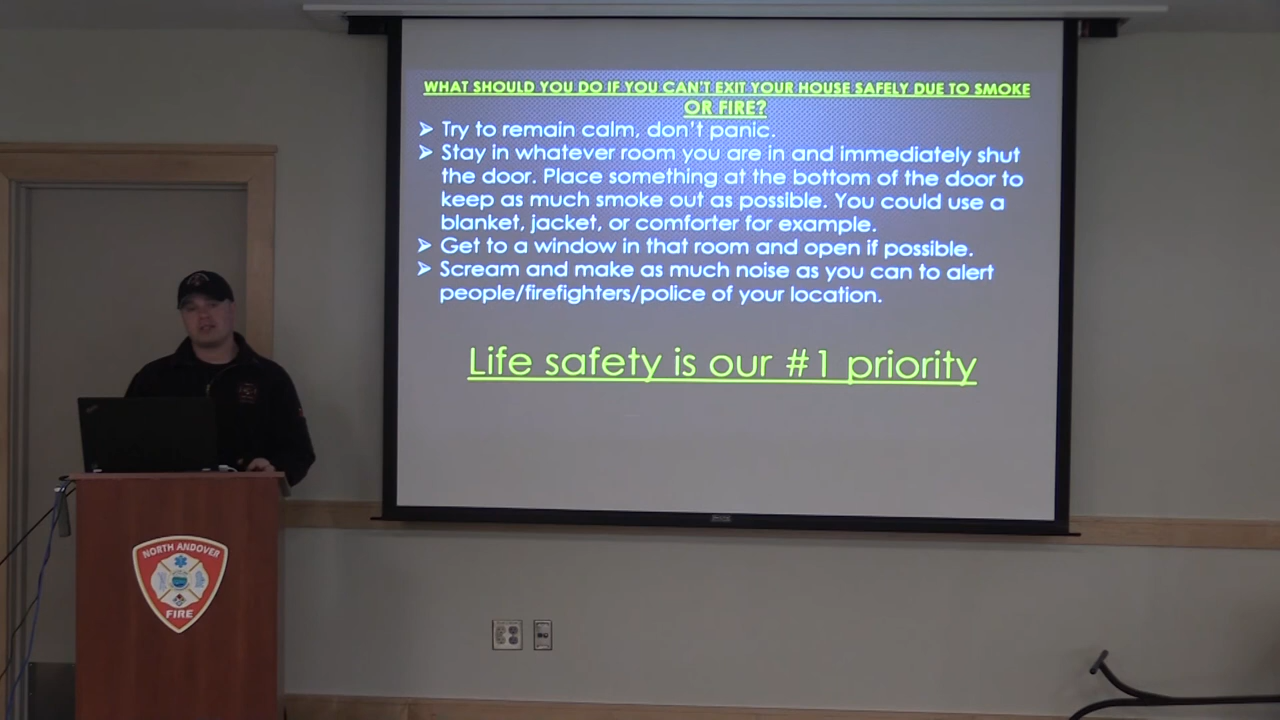 WHAT SHOULD YOU DO IF YOU CAN'T EXIT YOUR HOUSE SAFELY DUE TO SMOKE
OR FIRE?
➢ Try to remain calm, don't panic.
➢ Stay in whatever room you are in and immediately shut
the door. Place something at the bottom of the door to
keep as much smoke out as possible. You could use a
blanket, jacket, or comforter for example.
➢ Get to a window in that room and open if possible.
➢ Scream and make as much noise as you can to alert
people/firefighters/police of your location.
Life safety is our #1 priority
NORTH ANDOVER
FIRE